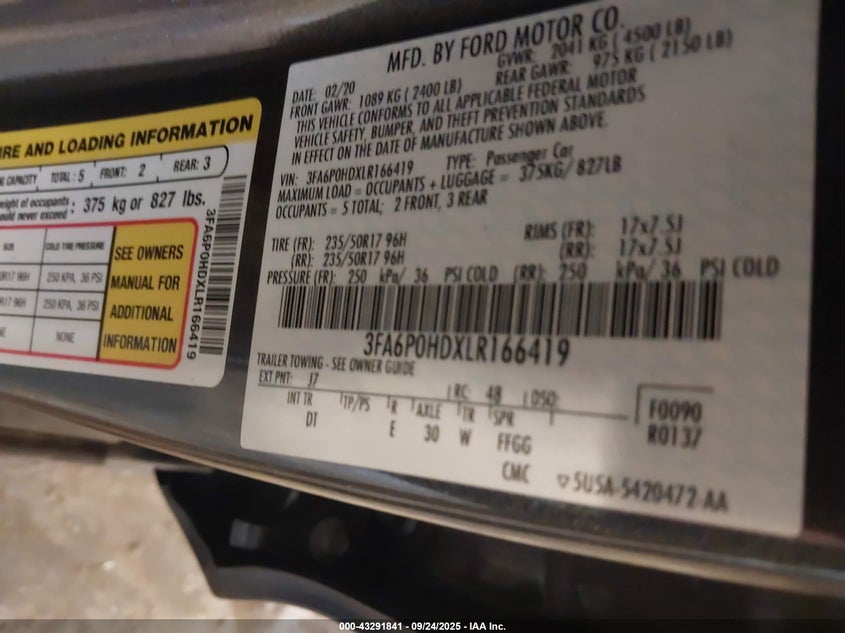 MFD. BY FORD MOTOR CO.
DATE: 02/20 GVWR: 2041 KG (4500 LB)
FRONT GAWR: 1089 KG (2400 LB) REAR GAWR: 975 KG (2150 LB)
THIS VEHICLE CONFORMS TO ALL APPLICABLE FEDERAL MOTOR
VEHICLE SAFETY, BUMPER, AND THEFT PREVENTION STANDARDS
IN EFFECT ON THE DATE OF MANUFACTURE SHOWN ABOVE.
VIN: 3FA6P0HDXLR166419 TYPE: Passenger Car
MAXIMUM LOAD = OCCUPANTS + LUGGAGE = 375KG/827LB
OCCUPANTS = 5 TOTAL; 2 FRONT, 3 REAR
TIRE (FR): 235/50R17 96H RIMS (FR): 17x7.5J
(RR): 235/50R17 96H (RR): 17x7.5J
PRESSURE (FR): 250 kPa/ 36 PSI COLD (RR): 250 kPa/ 36 PSI COLD
3FA6P0HDXLR166419
TRAILER TOWING - SEE OWNER GUIDE
EXT PNT: J7 RC: 48 DSO:
INT TR TP/PS R AXLE TR SPR
DT E 30 W FFGG
F0090
R0137
CMC
5U5A-5420472 AA
IRE AND LOADING INFORMATION
CAPACITY TOTAL: 5 FRONT: 2 REAR: 3
weight of occupants
should never exceed: 375 kg or 827 lbs.
SIZE COLD TIRE PRESSURE
0R17 96H 250 KPA, 36 PSI
R17 96H 250 KPA, 36 PSI
NE NONE
SEE OWNERS
MANUAL FOR
ADDITIONAL
INFORMATION
3FA6P0HDXLR166419
000-43291841 - 09/24/2025 - IAA Inc.